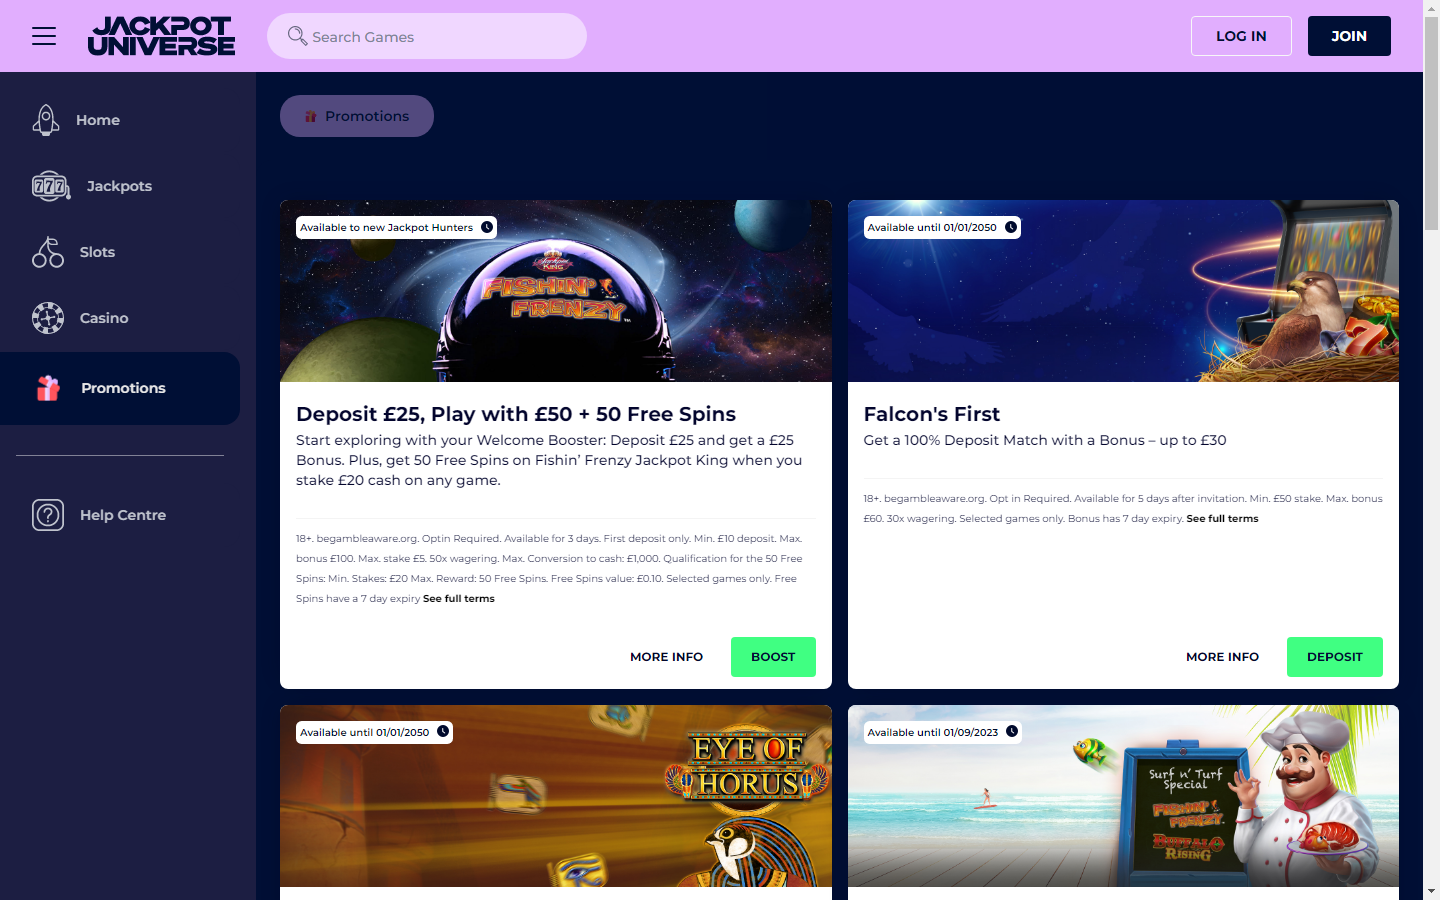 JACKPOT
UNIVERSE
Search Games
LOG IN
JOIN
Home
Jackpots
Slots
Casino
Promotions
Help Centre
Promotions
Available to new Jackpot Hunters
Jackpot
KING
FISHIN'
FRENZY
Deposit £25, Play with £50 + 50 Free Spins
Start exploring with your Welcome Booster: Deposit £25 and get a £25
Bonus. Plus, get 50 Free Spins on Fishin’ Frenzy Jackpot King when you
stake £20 cash on any game.
18+. begambleaware.org. Optin Required. Available for 3 days. First deposit only. Min. £10 deposit. Max.
bonus £100. Max. stake £5. 50x wagering. Max. Conversion to cash: £1,000. Qualification for the 50 Free
Spins: Min. Stakes: £20 Max. Reward: 50 Free Spins. Free Spins value: £0.10. Selected games only. Free
Spins have a 7 day expiry See full terms
MORE INFO
BOOST
Available until 01/01/2050
Falcon's First
Get a 100% Deposit Match with a Bonus – up to £30
18+. begambleaware.org. Opt in Required. Available for 5 days after invitation. Min. £50 stake. Max. bonus
£60. 30x wagering. Selected games only. Bonus has 7 day expiry. See full terms
MORE INFO
DEPOSIT
Available until 01/01/2050
EYE OF
HORUS
Available until 01/09/2023
Surf n' Turf
Special
FISHIN'
FRENZY
BUFFALO
RISING